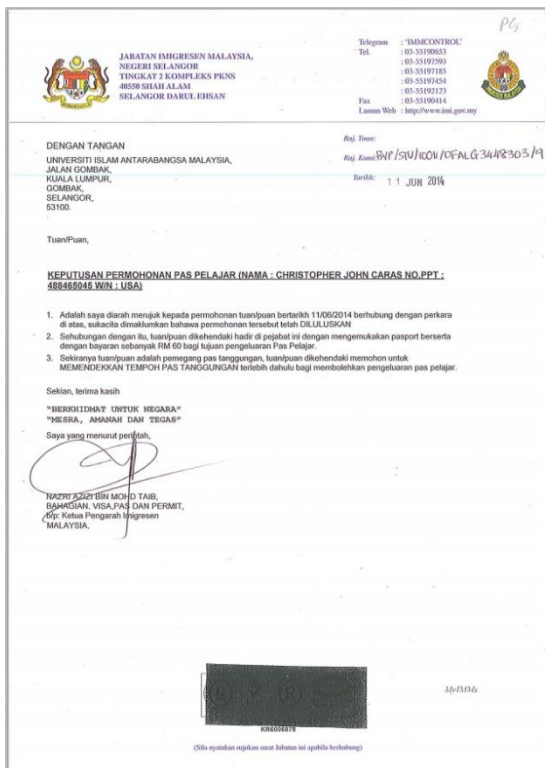 PG
JABATAN IMIGRESEN MALAYSIA,
NEGERI SELANGOR
TINGKAT 2 KOMPLEKS PKNS
40550 SHAH ALAM
SELANGOR DARUL EHSAN
Telegram : 'IMMCONTROL'
Tel. : 03-55190653
: 03-55197593
: 03-55197185
: 03-55197454
: 03-55192123
Fax : 03-55190414
Laman Web : http://www.imi.gov.my
DENGAN TANGAN
UNIVERSITI ISLAM ANTARABANGSA MALAYSIA,
JALAN GOMBAK,
KUALA LUMPUR,
GOMBAK,
SELANGOR,
53100.
Ruj. Tuan:
Ruj. Kami:
Tarikh: 11 JUN 2014
Tuan/Puan,
KEPUTUSAN PERMOHONAN PAS PELAJAR (NAMA : CHRISTOPHER JOHN CARAS NO.PPT :
488465045 W/N : USA)
1. Adalah saya diarah merujuk kepada permohonan tuan/puan bertarikh 11/06/2014 berhubung dengan perkara
di atas, sukacita dimaklumkan bahawa permohonan tersebut telah DILULUSKAN
2. Sehubungan dengan itu, tuan/puan dikehendaki hadir di pejabat ini dengan mengemukakan pasport berserta
dengan bayaran sebanyak RM 60 bagi tujuan pengeluaran Pas Pelajar.
3. Sekiranya tuan/puan adalah pemegang pas tanggungan, tuan/puan dikehendaki memohon untuk
MEMENDEKKAN TEMPOH PAS TANGGUNGAN terlebih dahulu bagi membolehkan pengeluaran pas pelajar.
Sekian, terima kasih
"BERKHIDMAT UNTUK NEGARA"
"MESRA, AMANAH DAN TEGAS"
Saya yang menurut perintah,
NAZRI AZIZI BIN MOHD TAIB,
BAHAGIAN. VISA,PAS DAN PERMIT,
b/p: Ketua Pengarah Imigresen
MALAYSIA.
MyIMMs
KR6006878
(Sila nyatakan rujukan surat Jabatan ini apabila berhubung)